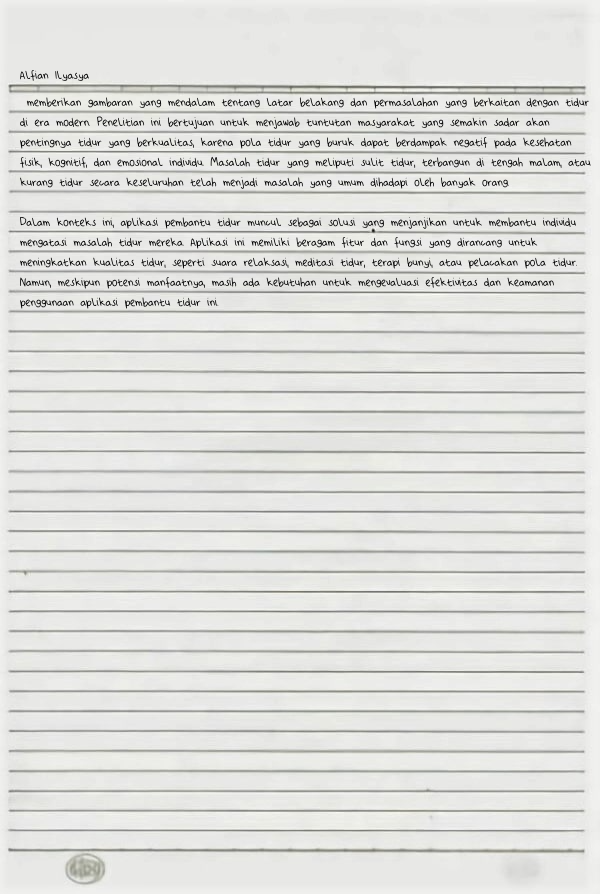 Alfian Ilyasya
memberikan gambaran yang mendalam tentang latar belakang dan permasalahan yang berkaitan dengan tidur
di era modern Penelitian ini bertujuan untuk menjawab tuntutan masyarakat yang semakin sadar akan
pentingnya tidur yang berkualitas, karena pola tidur yang buruk dapat berdampak negatif pada kesehatan
fisik, kognitif, dan emosional individu. Masalah tidur yang meliputi sulit tidur, terbangun di tengah malam, atau
kurang tidur secara keseluruhan telah menjadi masalah yang umum dihadapi oleh banyak orang
Dalam konteks ini, aplikasi pembantu tidur muncul sebagai solusi yang menjanjikan untuk membantu individu
mengatasi masalah tidur mereka Aplikasi ini memiliki beragam fitur dan fungsi yang dirancang untuk
meningkatkan kualitas tidur, seperti suara relaksasi, meditasi tidur, terapi bunyi, atau pelacakan pola tidur.
Namun, meskipun potensi manfaatnya, masih ada kebutuhan untuk mengevaluasi efektivitas dan keamanan
penggunaan aplikasi pembantu tidur ini